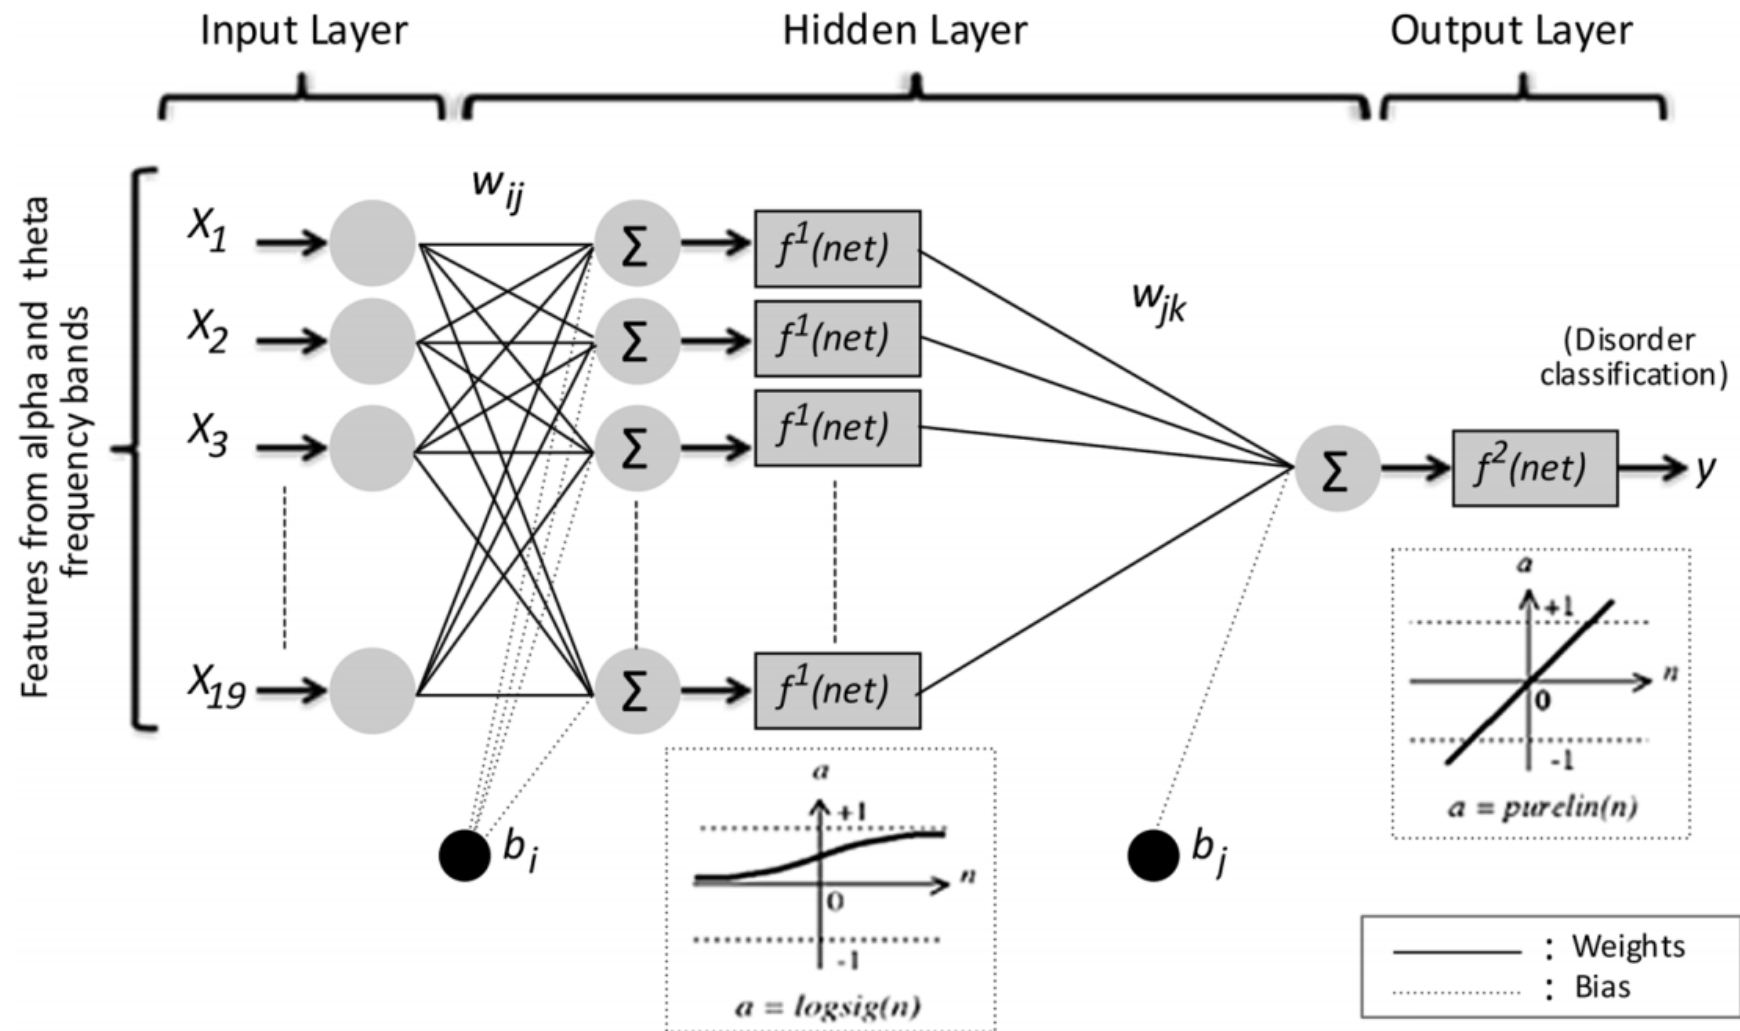 Input Layer
Hidden Layer
Output Layer
Features from alpha and theta
frequency bands
X1
X2
X3
X19
wij
Σ
Σ
Σ
Σ
f1(net)
f1(net)
f1(net)
f1(net)
wjk
(Disorder
classification)
Σ
f2(net)
y
bi
bj
a
+1
n
0
-1
a = logsig(n)
a
+1
n
0
-1
a = purelin(n)
: Weights
: Bias